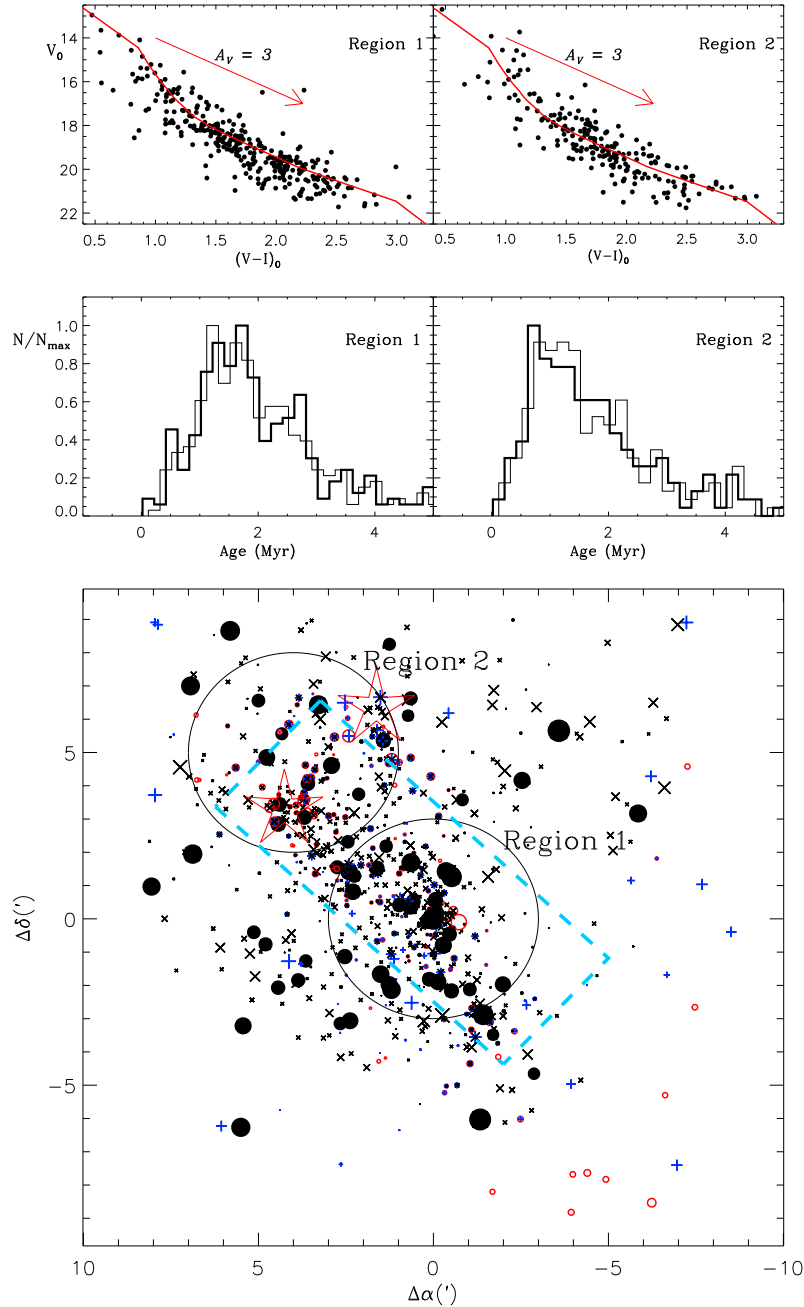 V₀
14
16
18
20
22
Region 1
A_V = 3
Region 2
A_V = 3
0.5 1.0 1.5 2.0 2.5 3.0
0.5 1.0 1.5 2.0 2.5 3.0
(V−I)₀
(V−I)₀
N/N_max
1.0
0.8
0.6
0.4
0.2
0.0
Region 1
Region 2
0 2 4
0 2 4
Age (Myr)
Age (Myr)
Region 2
Region 1
5
0
−5
Δδ(′)
10 5 0 −5 −10
Δα(′)